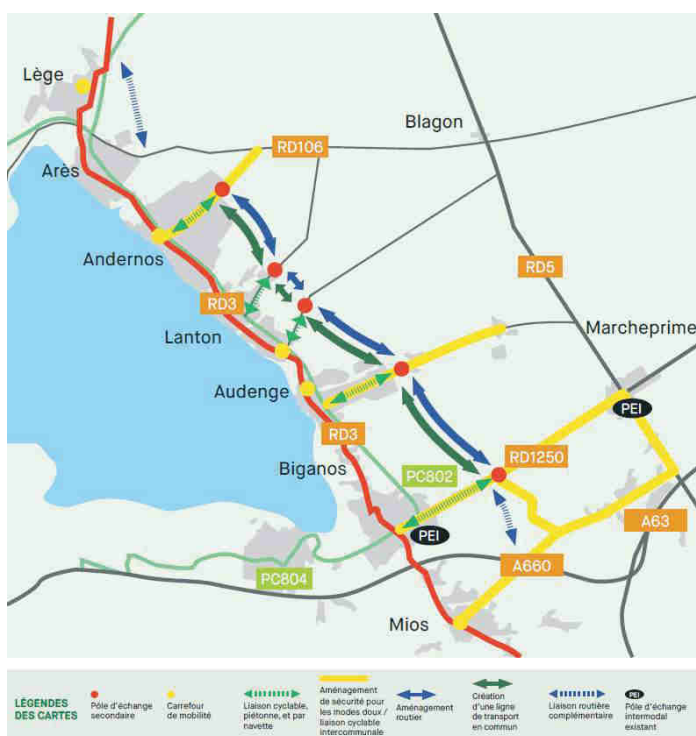 Lège
Blagon
RD106
Arès
Andernos
RD5
RD3
Marcheprime
Lanton
Audenge
PEI
RD3
RD1250
Biganos
PC802
A63
PEI
A660
PC804
Mios
LÉGENDES
DES CARTES
Pôle d'échange
secondaire
Carrefour
de mobilité
Liaison cyclable,
piétonne, et par
navette
Aménagement
de sécurité pour
les modes doux /
liaison cyclable
intercommunale
Aménagement
routier
Création
d'une ligne
de transport
en commun
Liaison routière
complémentaire
PEI
Pôle d'échange
intermodal
existant